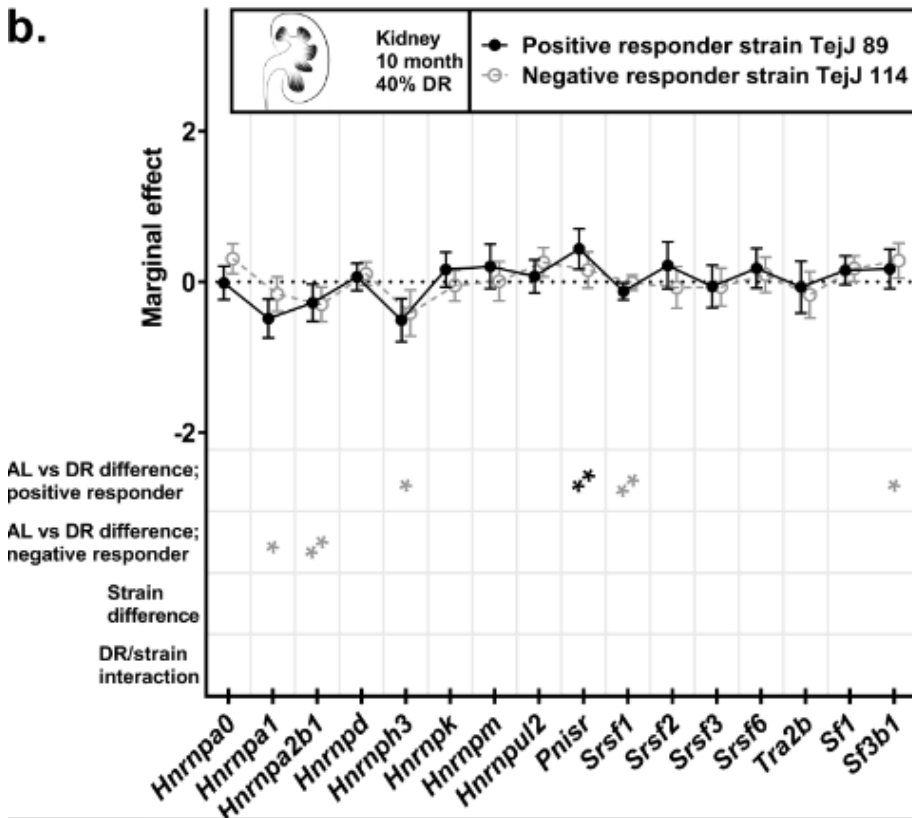 b.
Kidney
10 month
40% DR
Positive responder strain TejJ 89
Negative responder strain TejJ 114
Marginal effect
2
0
-2
AL vs DR difference;
positive responder
* ** ** *
AL vs DR difference;
negative responder
* **
Strain
difference
DR/strain
interaction
Hnrnpa0
Hnrnpa1
Hnrnpa2b1
Hnrnpd
Hnrnph3
Hnrnpk
Hnrnpm
Hnrnpul2
Pnisr
Srsf1
Srsf2
Srsf3
Srsf6
Tra2b
Sf1
Sf3b1